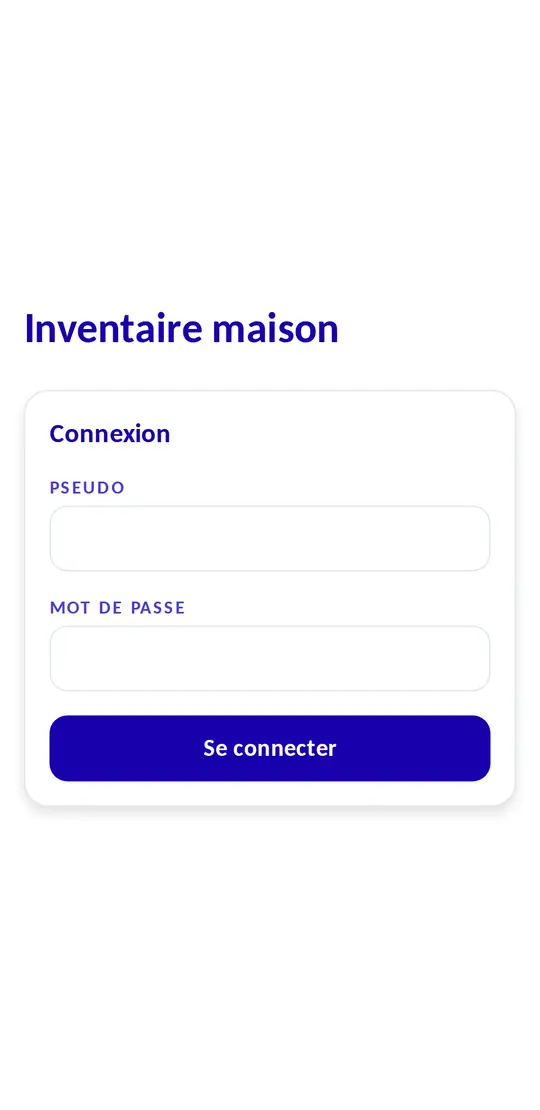 Inventaire maison
Connexion
PSEUDO
MOT DE PASSE
Se connecter